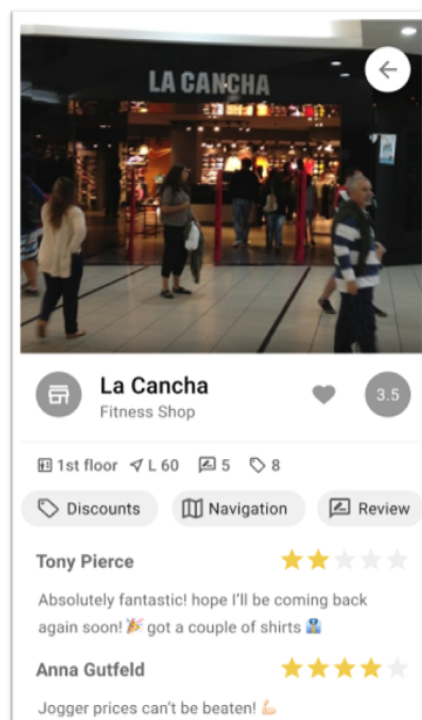 LA CANCHA
La Cancha
3.5
Fitness Shop
1st floor L 60 5 8
Discounts Navigation Review
Tony Pierce
Absolutely fantastic! hope I'll be coming back
again soon! 🎉 got a couple of shirts 👔
Anna Gutfeld
Jogger prices can't be beaten! 💪🏻